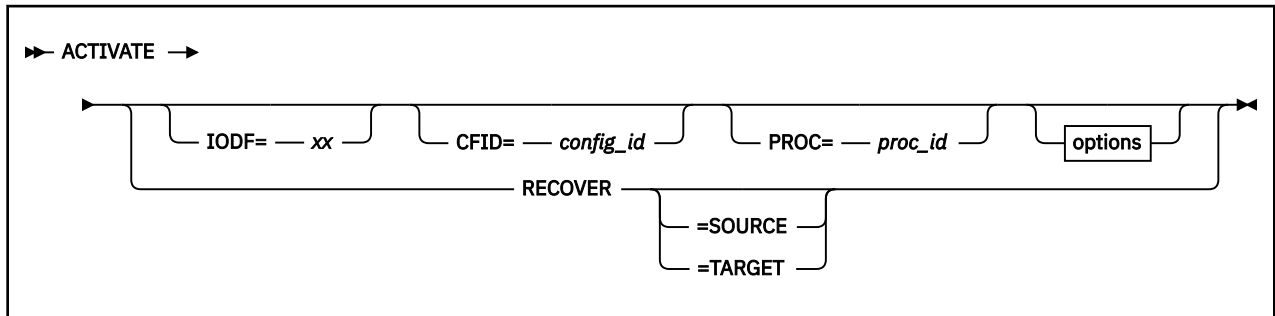 ACTIVATE
IODF= xx CFID= config_id PROC= proc_id options
RECOVER
=SOURCE
=TARGET